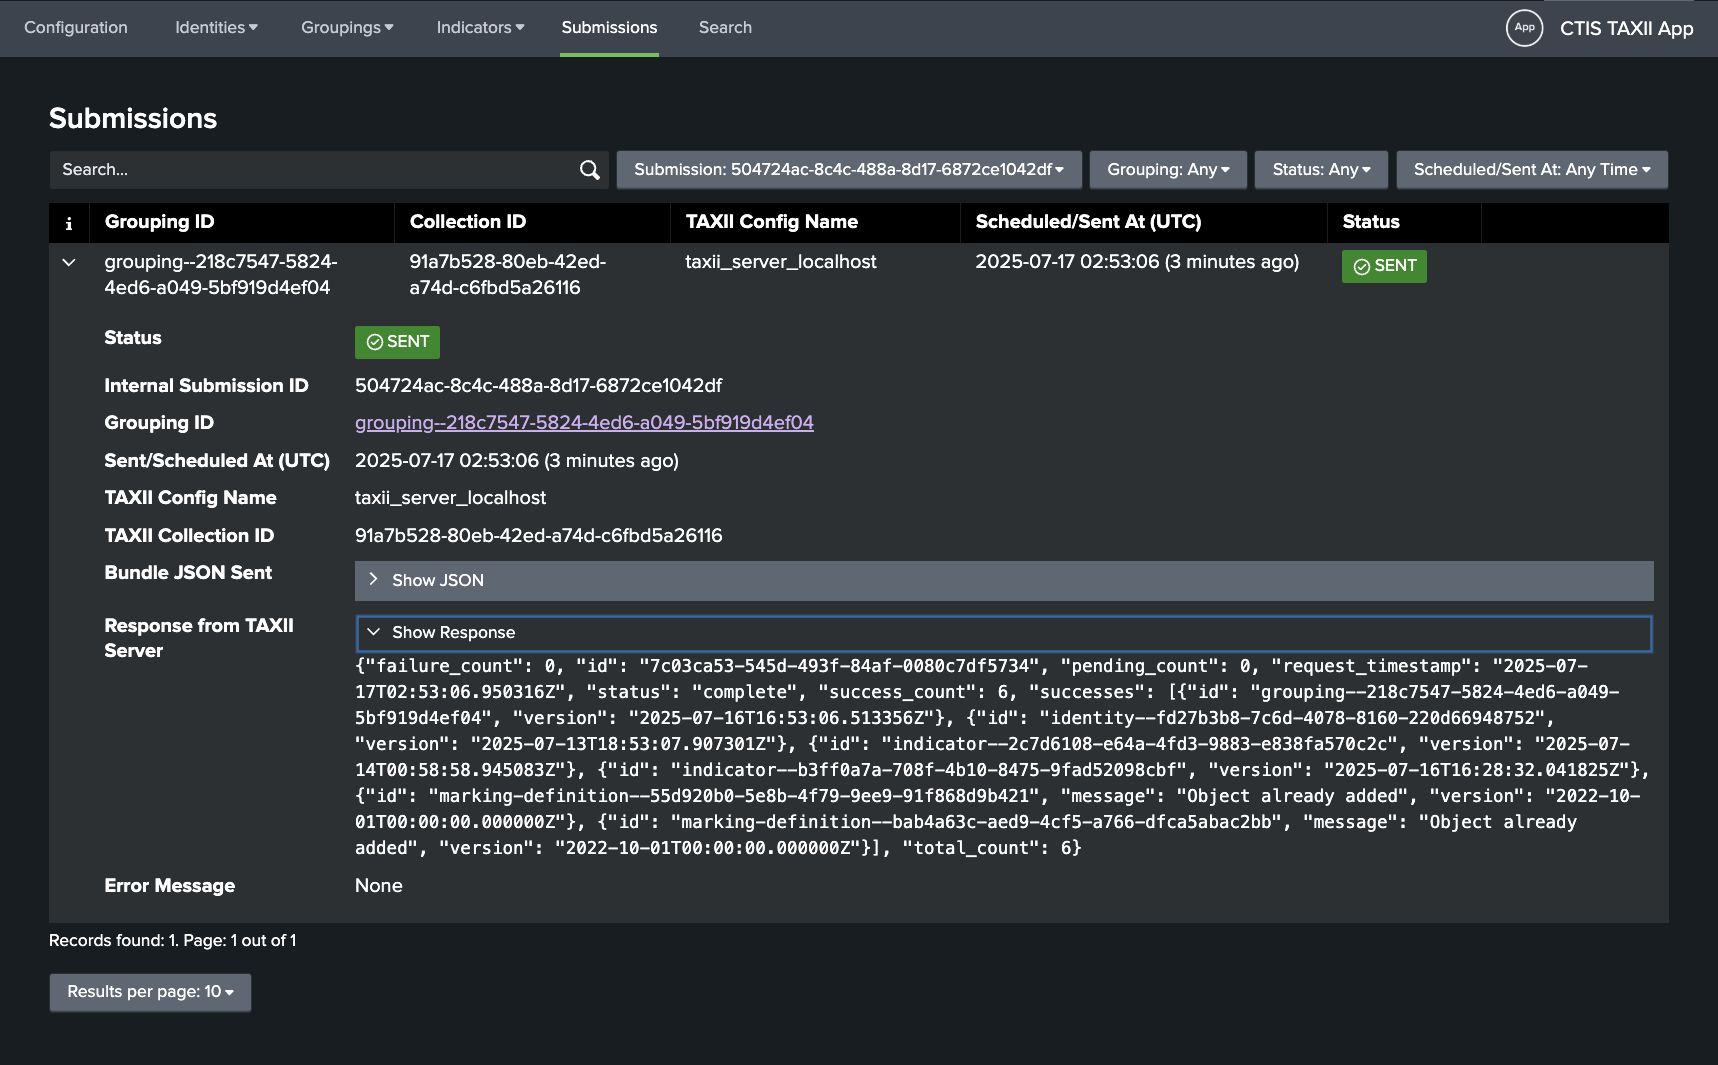 Configuration Identities Groupings Indicators Submissions Search App CTIS TAXII App
Submissions
Search... Submission: 504724ac-8c4c-488a-8d17-6872ce1042df Grouping: Any Status: Any Scheduled/Sent At: Any Time
i Grouping ID Collection ID TAXII Config Name Scheduled/Sent At (UTC) Status
grouping--218c7547-5824- 91a7b528-80eb-42ed- taxii_server_localhost 2025-07-17 02:53:06 (3 minutes ago) SENT
4ed6-a049-5bf919d4ef04 a74d-c6fbd5a26116
Status SENT
Internal Submission ID 504724ac-8c4c-488a-8d17-6872ce1042df
Grouping ID grouping--218c7547-5824-4ed6-a049-5bf919d4ef04
Sent/Scheduled At (UTC) 2025-07-17 02:53:06 (3 minutes ago)
TAXII Config Name taxii_server_localhost
TAXII Collection ID 91a7b528-80eb-42ed-a74d-c6fbd5a26116
Bundle JSON Sent Show JSON
Response from TAXII Show Response
Server
{"failure_count": 0, "id": "7c03ca53-545d-493f-84af-0080c7df5734", "pending_count": 0, "request_timestamp": "2025-07-
17T02:53:06.950316Z", "status": "complete", "success_count": 6, "successes": [{"id": "grouping--218c7547-5824-4ed6-a049-
5bf919d4ef04", "version": "2025-07-16T16:53:06.513356Z"}, {"id": "identity--fd27b3b8-7c6d-4078-8160-220d66948752",
"version": "2025-07-13T18:53:07.907301Z"}, {"id": "indicator--2c7d6108-e64a-4fd3-9883-e838fa570c2c", "version": "2025-07-
14T00:58:58.945083Z"}, {"id": "indicator--b3ff0a7a-708f-4b10-8475-9fad52098cbf", "version": "2025-07-16T16:28:32.041825Z"},
{"id": "marking-definition--55d920b0-5e8b-4f79-9ee9-91f868d9b421", "message": "Object already added", "version": "2022-10-
01T00:00:00.000000Z"}, {"id": "marking-definition--bab4a63c-aed9-4cf5-a766-dfca5abac2bb", "message": "Object already
added", "version": "2022-10-01T00:00:00.000000Z"}], "total_count": 6}
Error Message None
Records found: 1. Page: 1 out of 1
Results per page: 10